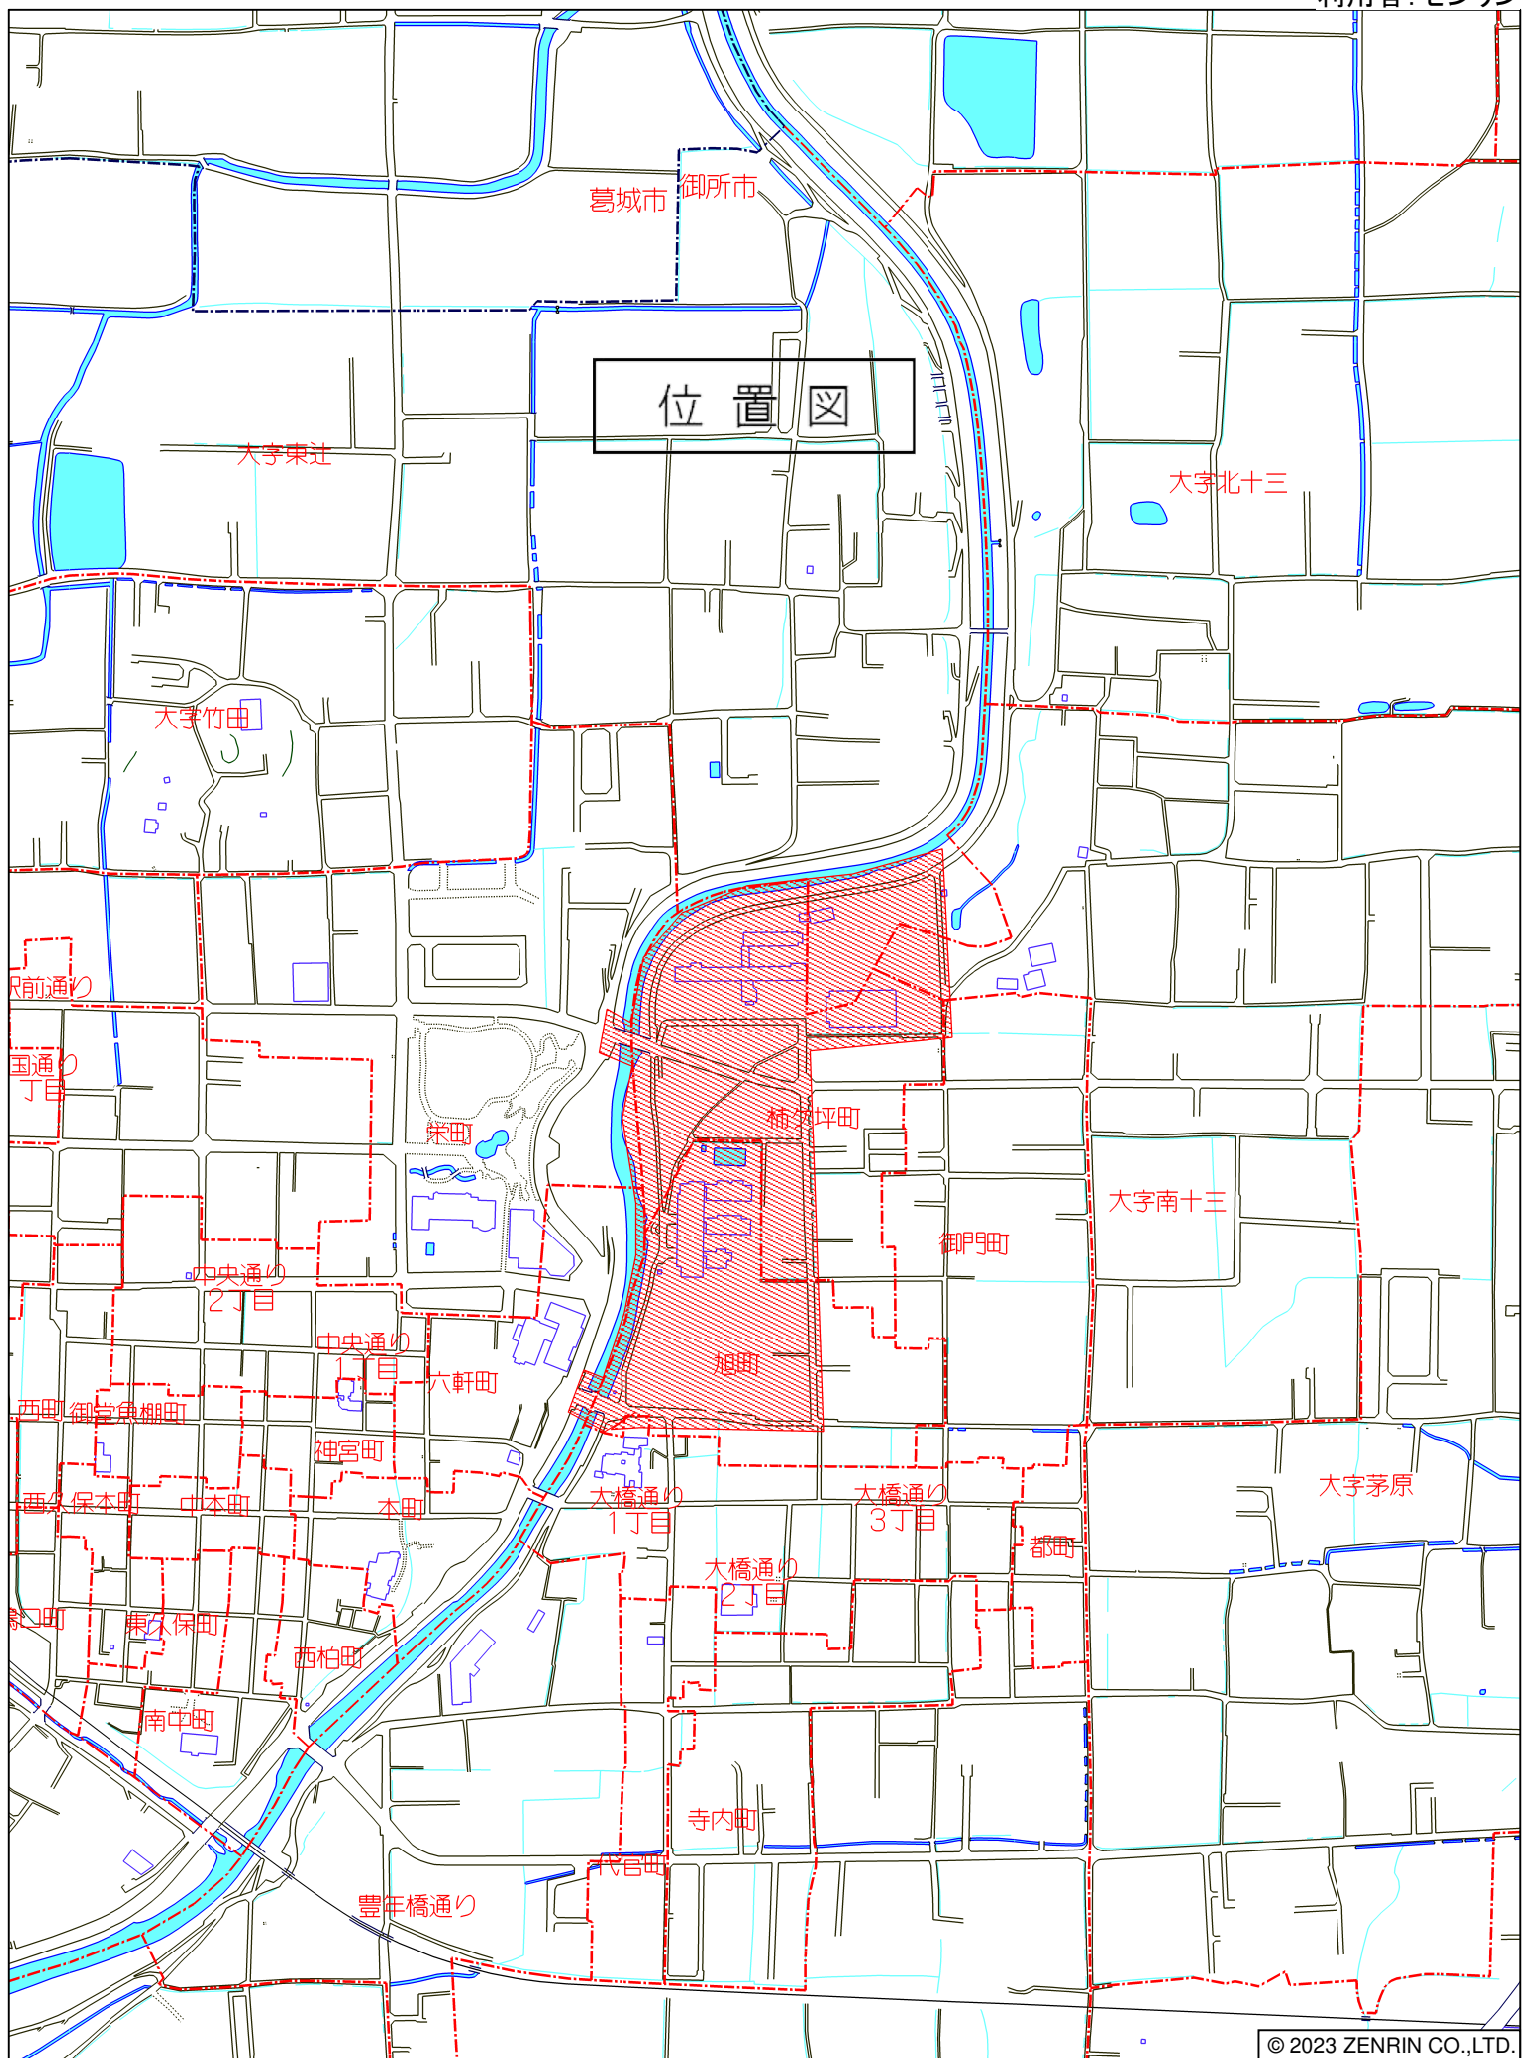 葛城市
御所市
位置図
大字東辻
大字北十三
大字竹田
駅前通り
国通り
丁目
栄町
柿ケ坪町
大字南十三
御門町
中央通り
2丁目
中央通り
1丁目
六軒町
旭町
西町
御堂魚棚町
神宮町
西久保本町
中本町
本町
大橋通り
1丁目
大橋通り
3丁目
大字茅原
都町
大橋通り
2丁目
東久保町
西柏町
南中町
寺内町
代官町
豊年橋通り
© 2023 ZENRIN CO.,LTD.